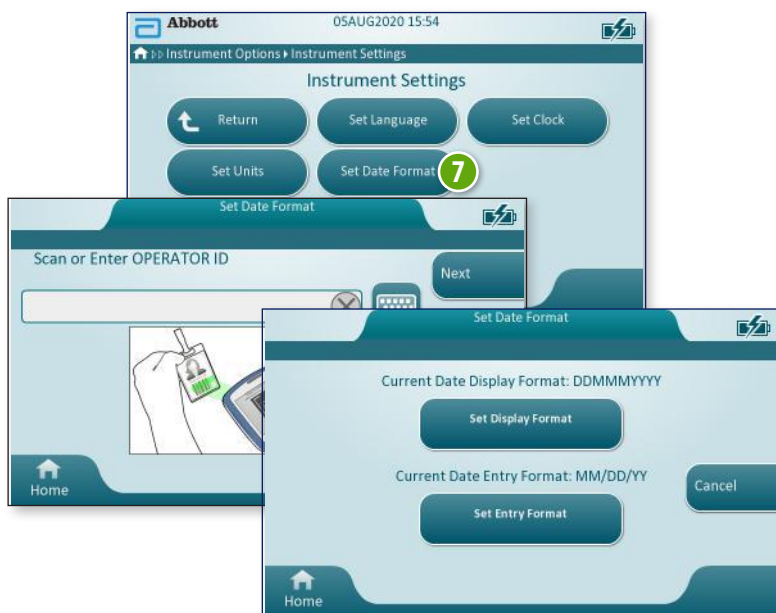 Abbott
05AUG2020 15:54
Instrument Options Instrument Settings
Instrument Settings
Return
Set Language
Set Clock
Set Units
Set Date Format
7
Set Date Format
Scan or Enter OPERATOR ID
Next
Home
Set Date Format
Current Date Display Format: DDMMMYYYY
Set Display Format
Current Date Entry Format: MM/DD/YY
Cancel
Set Entry Format
Home